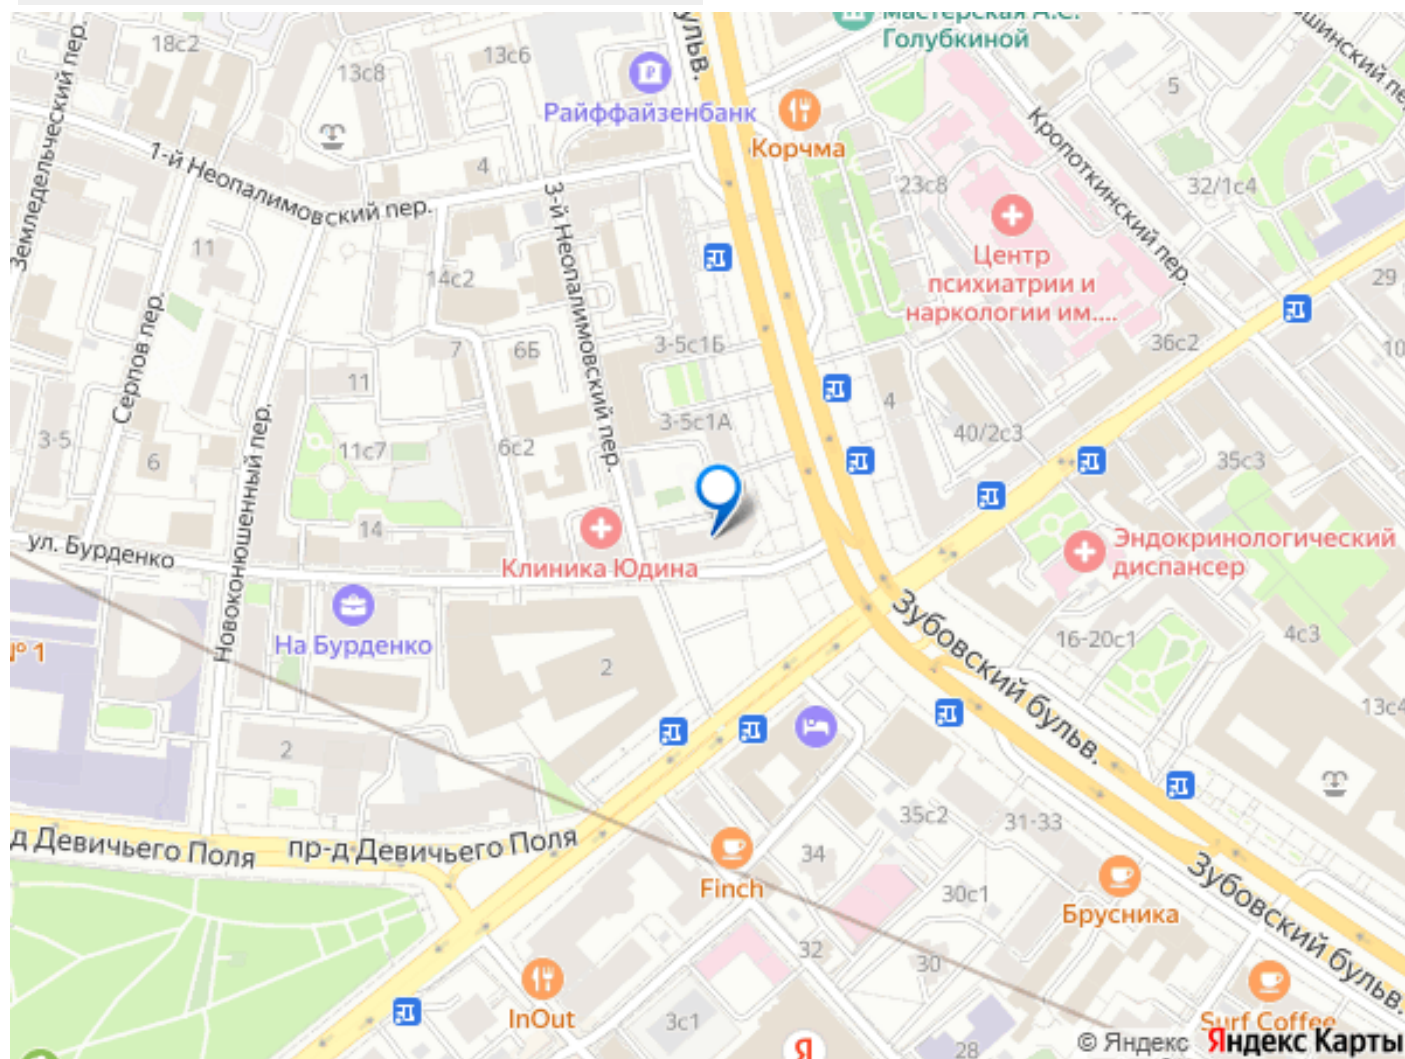 Мастерская А.С.
Голубкиной
18с2
13с8
13с6
Райффайзенбанк
Корчма
бульв.
5
Кропоткинский пер.
Земледельческий пер.
1-й Неопалимовский пер.
4
3-й Неопалимовский пер.
23с8
32/1с4
Центр
психиатрии и
наркологии им....
29
11
14с2
Серпов пер.
7
6Б
3-5с1Б
36с2
10
11
4
3-5с1А
40/2с3
3-5
6
11с7
6с2
35с3
Новоконюшенный пер.
14
ул. Бурденко
Клиника Юдина
Эндокринологический
диспансер
На Бурденко
Зубовский бульв.
16-20с1
4с3
№ 1
2
13с4
2
35с2
31-33
д Девичьего Поля
пр-д Девичьего Поля
34
Finch
30с1
Брусника
Зубовский бульв.
32
30
InOut
3с1
Surf Coffee
28
Я
© Яндекс Яндекс Карты